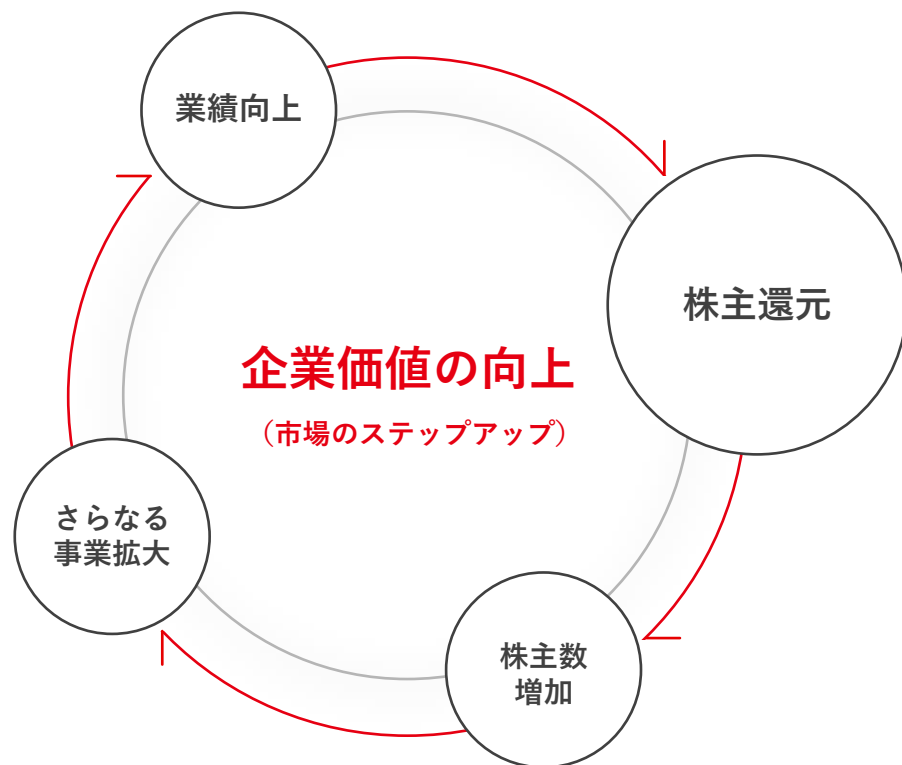 業績向上
株主還元
企業価値の向上
（市場のステップアップ）
さらなる
事業拡大
株主数
増加